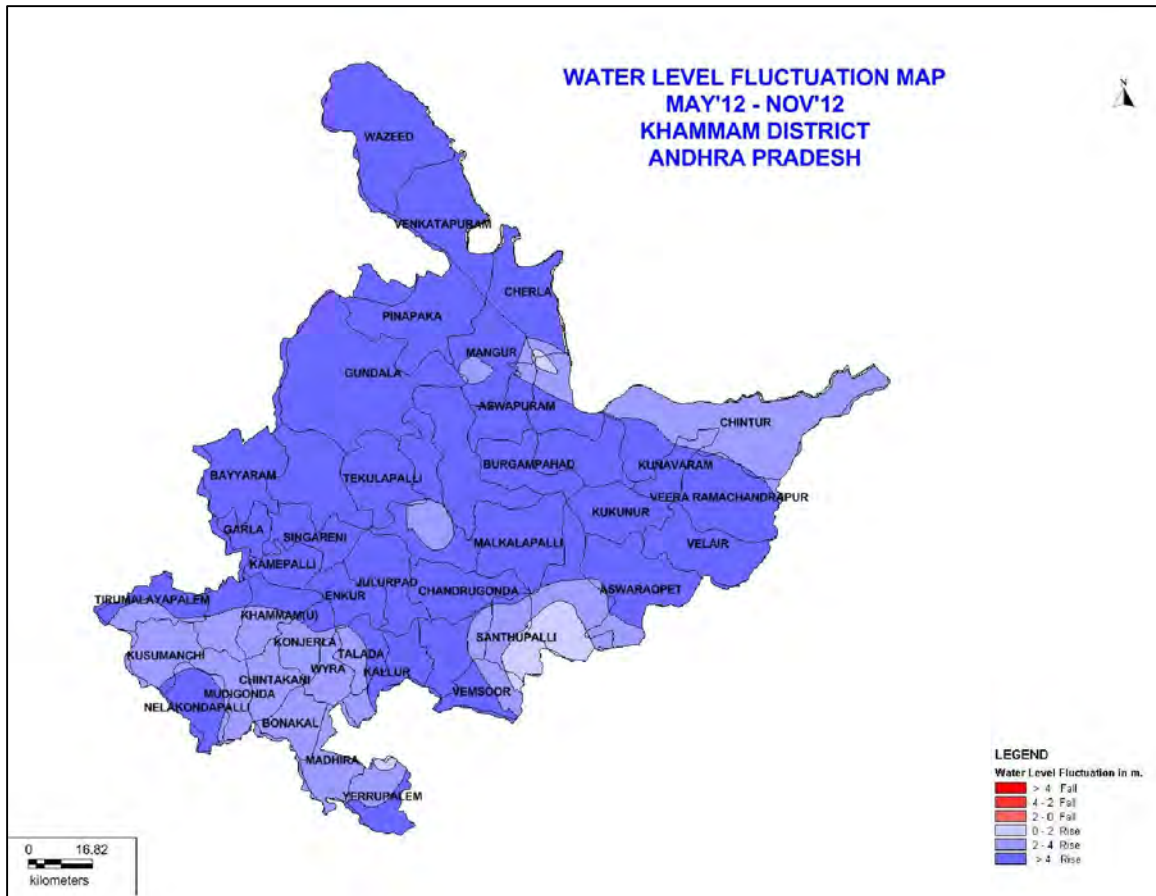 WATER LEVEL FLUCTUATION MAP
MAY'12 - NOV'12
KHAMMAM DISTRICT
ANDHRA PRADESH
N
WAZEED
VENKATAPURAM
CHERLA
PINAPAKA
MANGUR
GUNDALA
ASWAPURAM
CHINTUR
BURGAMPAHAD
KUNAVARAM
BAYYARAM
TEKULAPALLI
VEERA RAMACHANDRAPUR
KUKUNUR
GARLA
SINGARENI
MALKALAPALLI
VELAIR
KAMEPALLI
JULURPAD
CHANDRUGONDA
ASWARAOPET
ENKUR
TIRUMALAYAPALEM
KHAMMAM(U)
SANTHUPALLI
KONJERLA
KUSUMANCHI
TALADA
WYRA
KALLUR
CHINTAKANI
MUDIGONDA
VEMSOOR
NELAKONDAPALLI
BONAKAL
MADHIRA
YERRUPALEM
LEGEND
Water Level Fluctuation in m.
> 4 Fall
4 - 2 Fall
2 - 0 Fall
0 - 2 Rise
2 - 4 Rise
> 4 Rise
0 16.82
kilometers